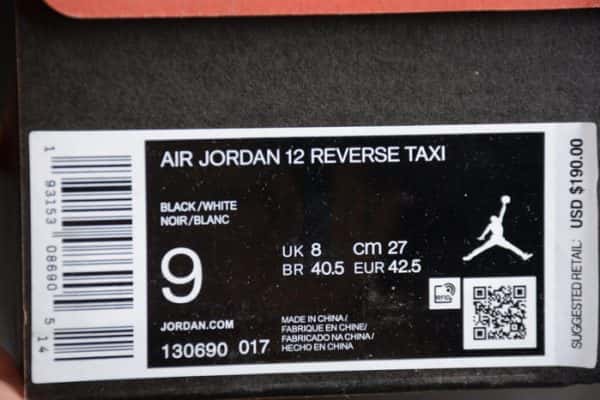 AIR JORDAN 12 REVERSE TAXI
BLACK/WHITE
NOIR/BLANC
9
UK 8 cm 27
BR 40.5 EUR 42.5
JORDAN.COM
130690 017
MADE IN CHINA/
FABRIQUE EN CHINE/
FABRICADO NA CHINA/
HECHO EN CHINA
1 93153 08690 5 14
SUGGESTED RETAIL: USD $190.00